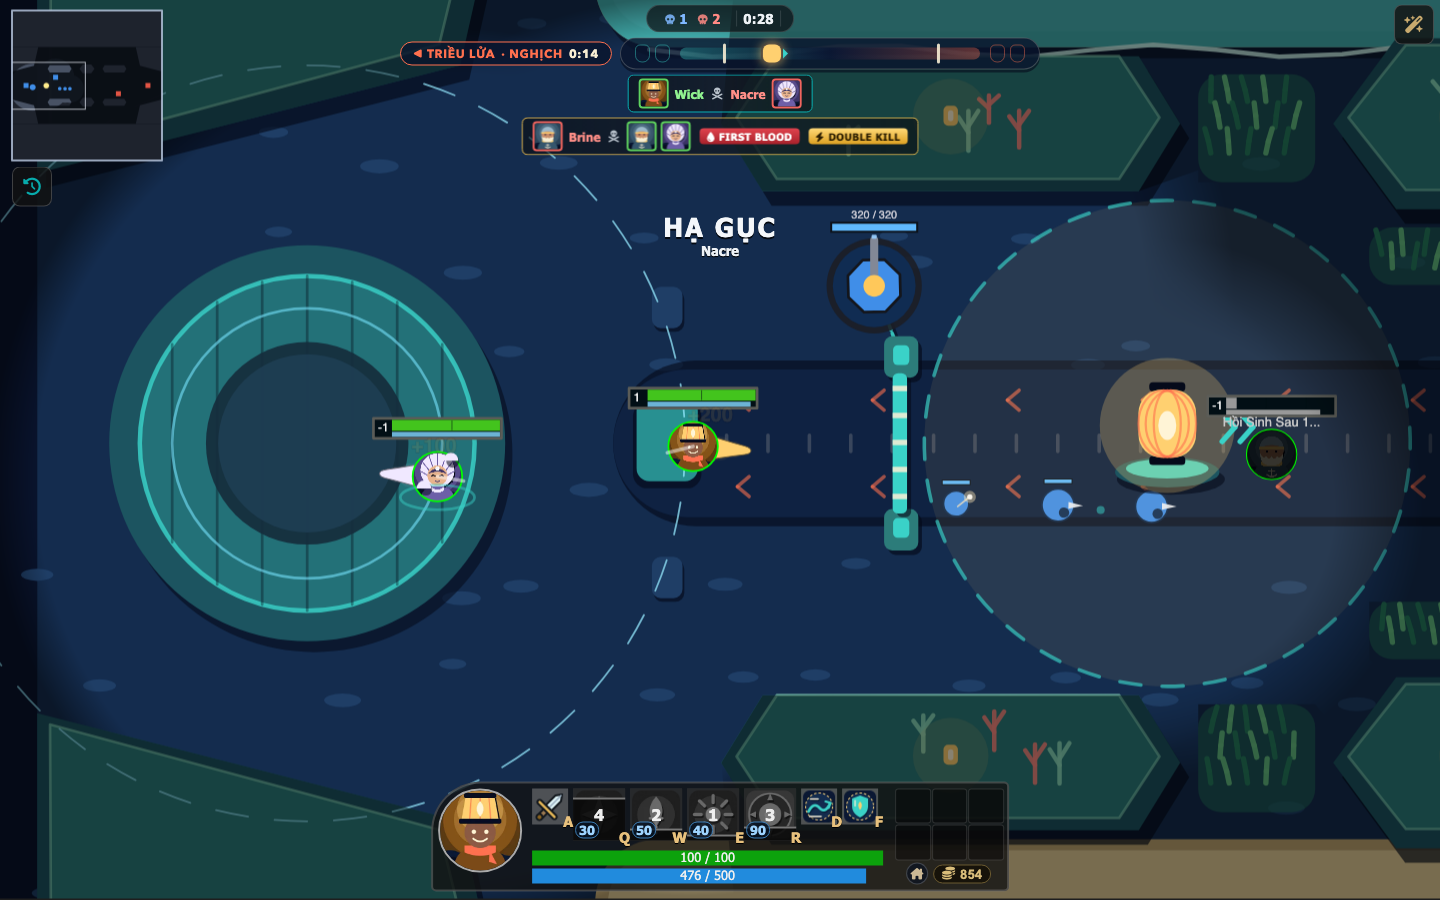 1 2 0:28
TRIỀU LỬA · NGHỊCH 0:14
Wick Nacre
Brine FIRST BLOOD DOUBLE KILL
HẠ GỤC
Nacre
320 / 320
1
+200
-1
Hồi Sinh Sau 1...
-1
4 2 1 3
A 30 Q 50 W 40 E 90 R D F
100 / 100
476 / 500
854